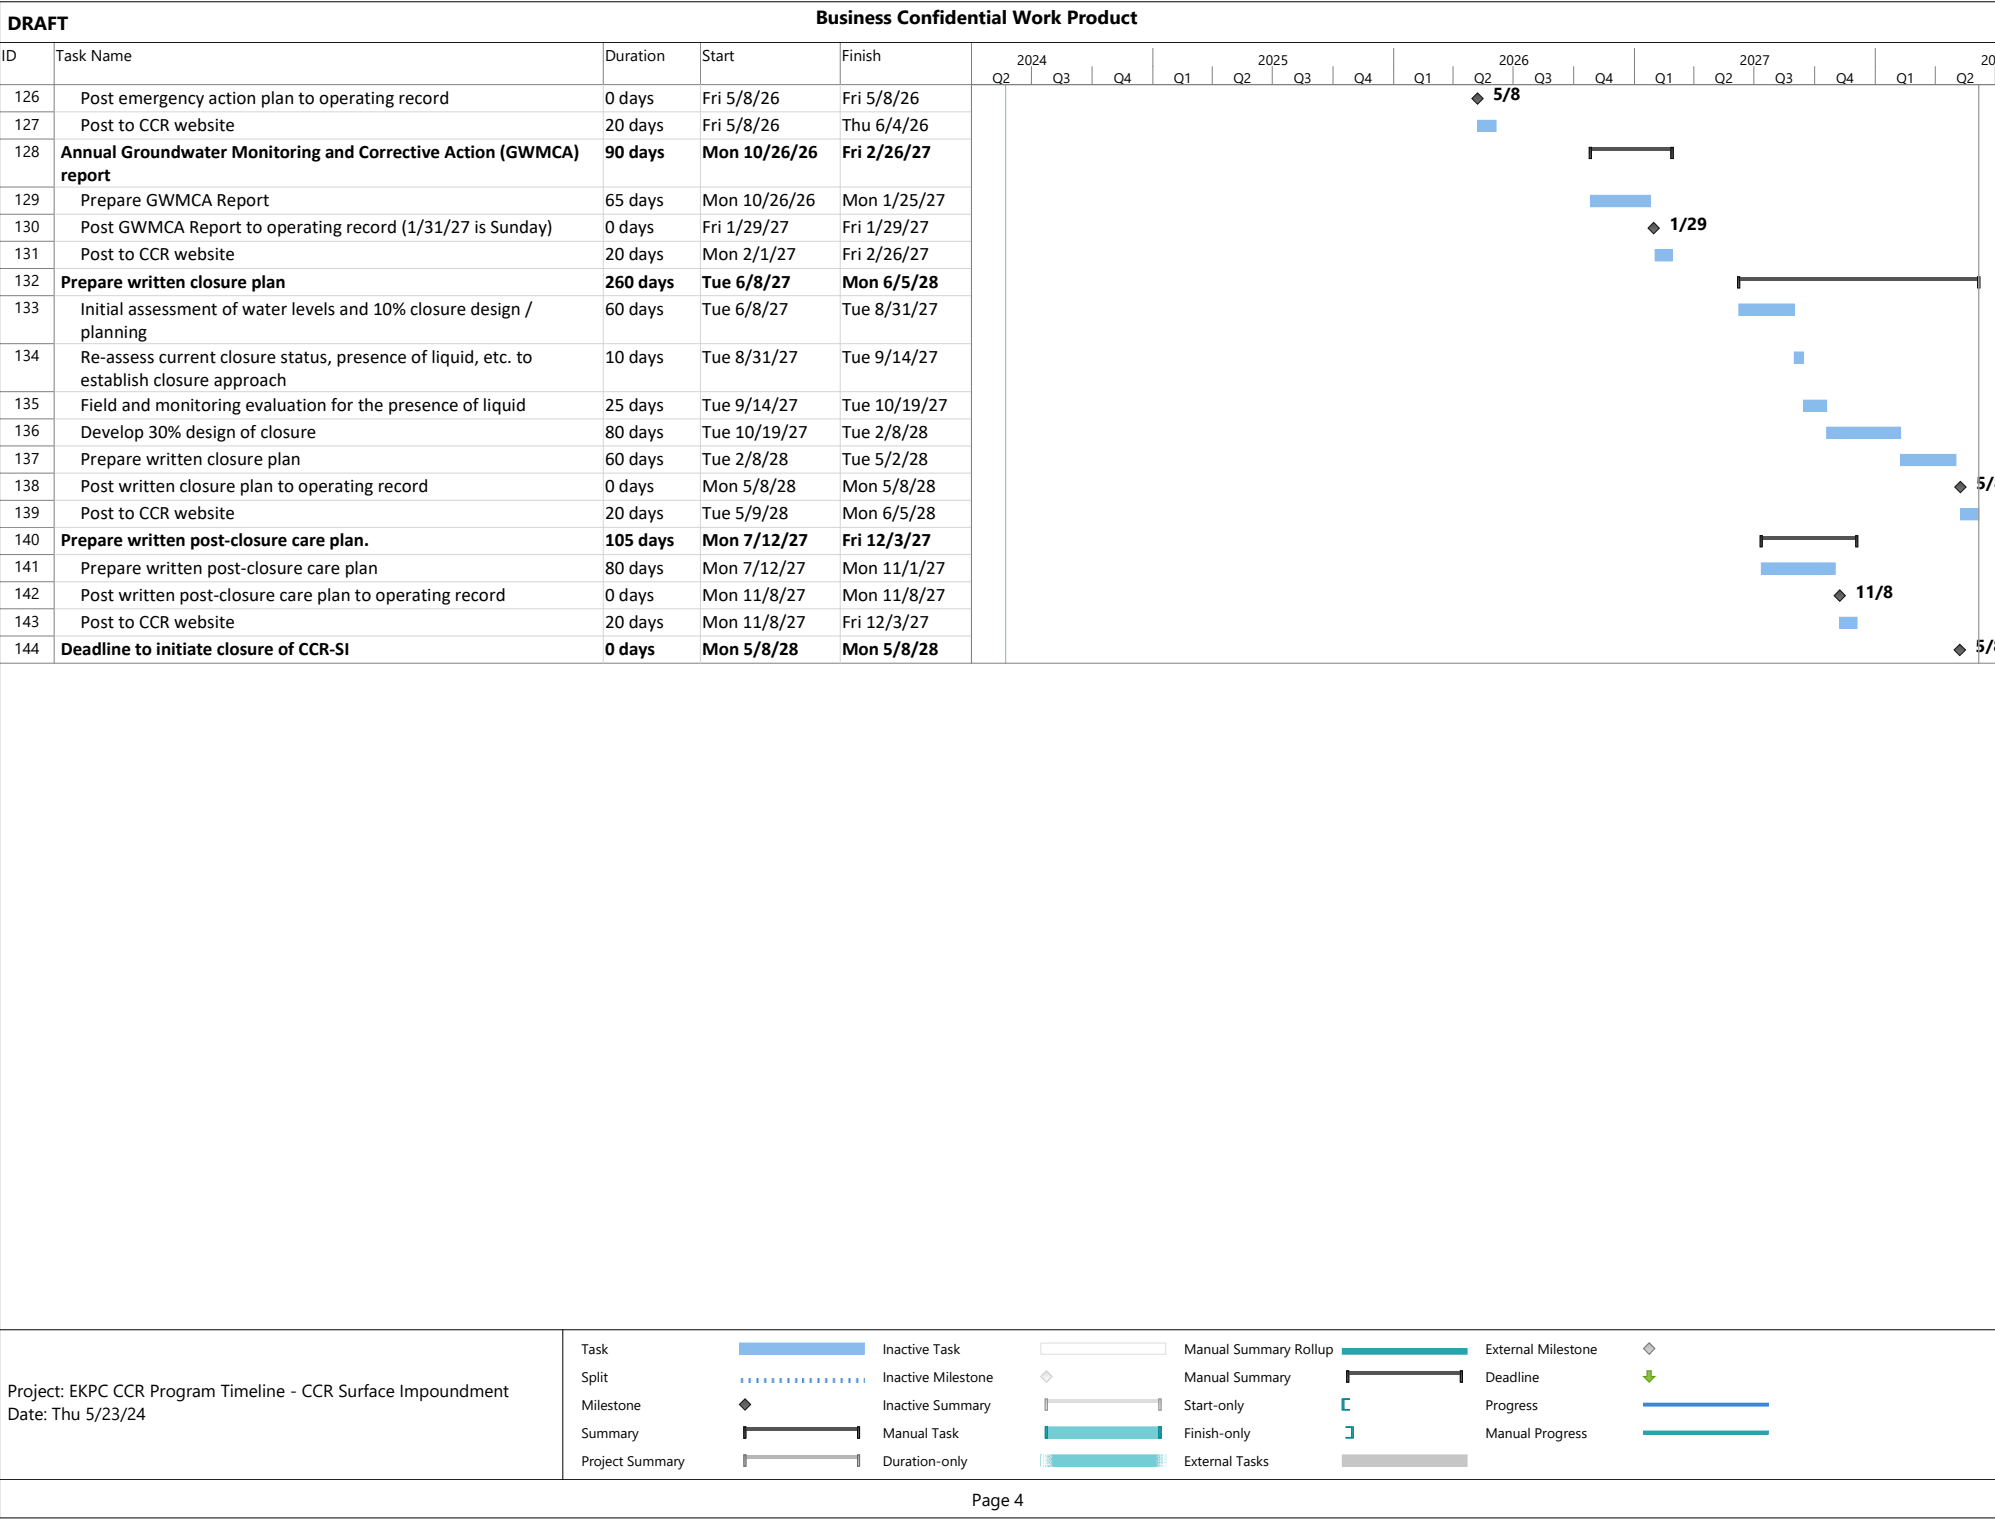 DRAFT
Business Confidential Work Product
ID Task Name Duration Start Finish
2024 2025 2026 2027 20
Q2 Q3 Q4 Q1 Q2 Q3 Q4 Q1 Q2 Q3 Q4 Q1 Q2 Q3 Q4 Q1 Q2
126 Post emergency action plan to operating record 0 days Fri 5/8/26 Fri 5/8/26 5/8
127 Post to CCR website 20 days Fri 5/8/26 Thu 6/4/26
128 Annual Groundwater Monitoring and Corrective Action (GWMCA) 90 days Mon 10/26/26 Fri 2/26/27
report
129 Prepare GWMCA Report 65 days Mon 10/26/26 Mon 1/25/27
130 Post GWMCA Report to operating record (1/31/27 is Sunday) 0 days Fri 1/29/27 Fri 1/29/27 1/29
131 Post to CCR website 20 days Mon 2/1/27 Fri 2/26/27
132 Prepare written closure plan 260 days Tue 6/8/27 Mon 6/5/28
133 Initial assessment of water levels and 10% closure design / 60 days Tue 6/8/27 Tue 8/31/27
planning
134 Re-assess current closure status, presence of liquid, etc. to 10 days Tue 8/31/27 Tue 9/14/27
establish closure approach
135 Field and monitoring evaluation for the presence of liquid 25 days Tue 9/14/27 Tue 10/19/27
136 Develop 30% design of closure 80 days Tue 10/19/27 Tue 2/8/28
137 Prepare written closure plan 60 days Tue 2/8/28 Tue 5/2/28
138 Post written closure plan to operating record 0 days Mon 5/8/28 Mon 5/8/28 5/8
139 Post to CCR website 20 days Tue 5/9/28 Mon 6/5/28
140 Prepare written post-closure care plan. 105 days Mon 7/12/27 Fri 12/3/27
141 Prepare written post-closure care plan 80 days Mon 7/12/27 Mon 11/1/27
142 Post written post-closure care plan to operating record 0 days Mon 11/8/27 Mon 11/8/27 11/8
143 Post to CCR website 20 days Mon 11/8/27 Fri 12/3/27
144 Deadline to initiate closure of CCR-SI 0 days Mon 5/8/28 Mon 5/8/28 5/8
Project: EKPC CCR Program Timeline - CCR Surface Impoundment
Date: Thu 5/23/24
Task Inactive Task Manual Summary Rollup External Milestone
Split Inactive Milestone Manual Summary Deadline
Milestone Inactive Summary Start-only Progress
Summary Manual Task Finish-only Manual Progress
Project Summary Duration-only External Tasks
Page 4